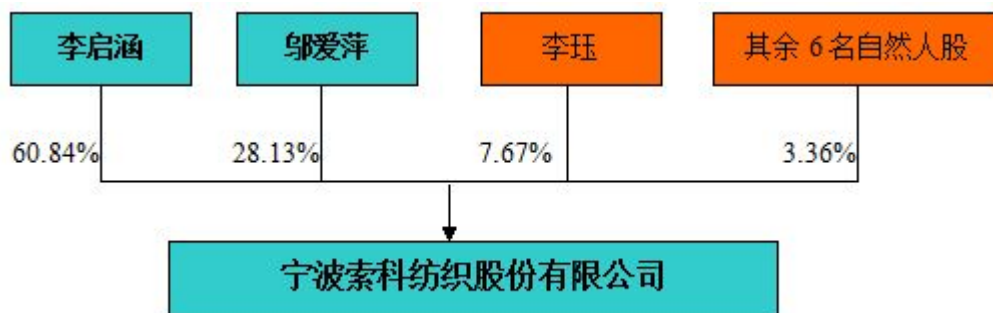 李启涵
邬爱萍
李珏
其余 6 名自然人股
60.84%
28.13%
7.67%
3.36%
宁波索科纺织股份有限公司